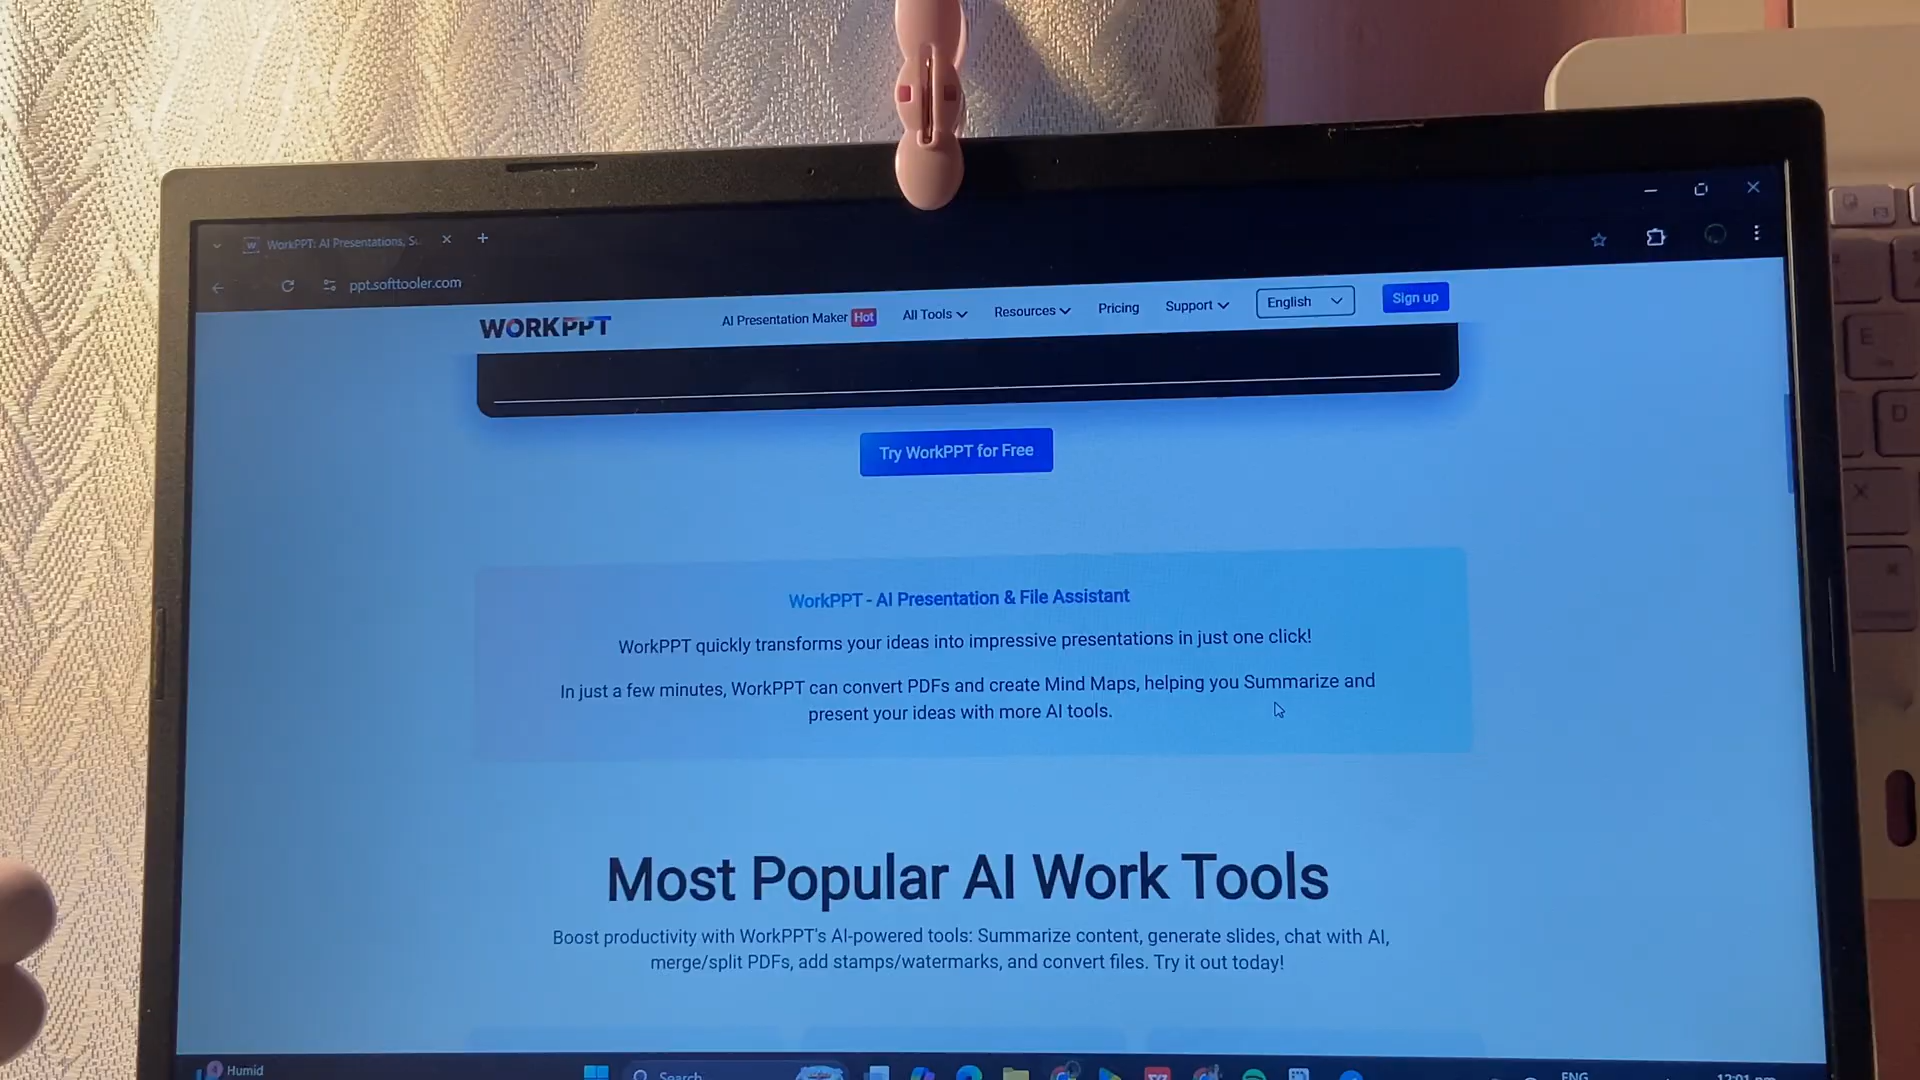 WorkPPT: AI Presentations, Su
ppt.softtooler.com
WORKPPT
AI Presentation Maker Hot
All Tools
Resources
Pricing
Support
English
Sign up
Try WorkPPT for Free
WorkPPT - AI Presentation & File Assistant
WorkPPT quickly transforms your ideas into impressive presentations in just one click!
In just a few minutes, WorkPPT can convert PDFs and create Mind Maps, helping you Summarize and
present your ideas with more AI tools.
Most Popular AI Work Tools
Boost productivity with WorkPPT's AI-powered tools: Summarize content, generate slides, chat with AI,
merge/split PDFs, add stamps/watermarks, and convert files. Try it out today!
Humid
Search
ENG
12:01 pm
F3
E
D
X